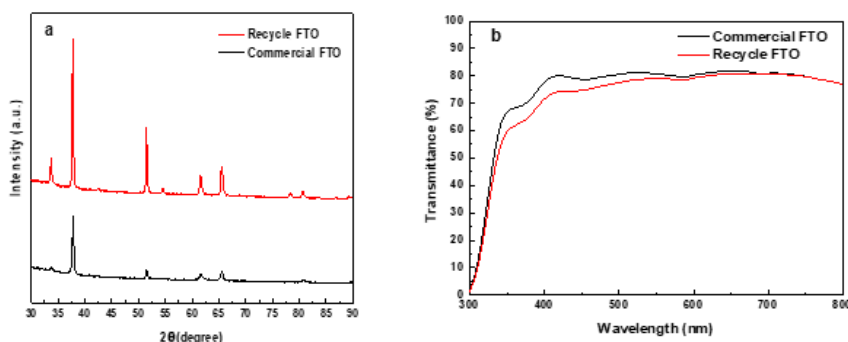 a
Recycle FTO
Commercial FTO
Intensity (a.u.)
30 35 40 45 50 55 60 65 70 75 80 85 90
2θ(degree)
b
Commercial FTO
Recycle FTO
Transmittance (%)
100
90
80
70
60
50
40
30
20
10
0
300 400 500 600 700 800
Wavelength (nm)